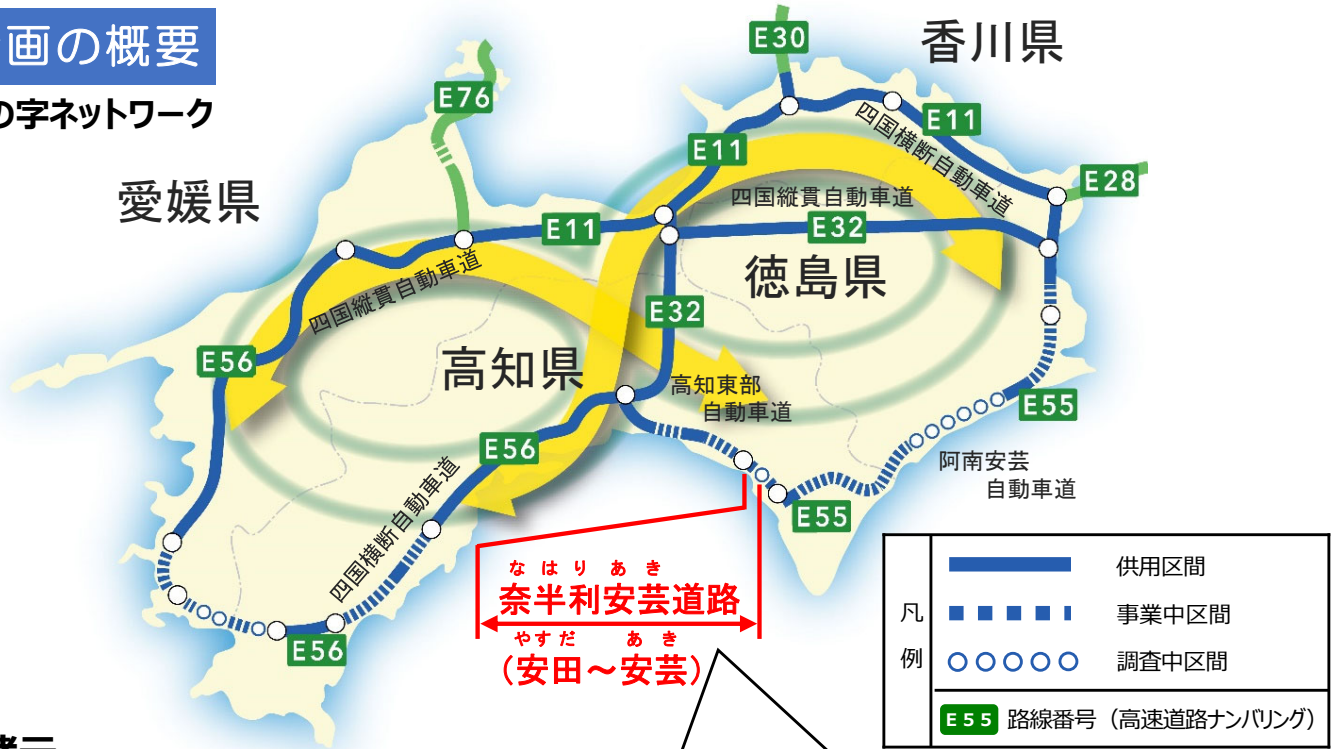 画の概要
の字ネットワーク
香川県
E30
E76
E11
四国横断自動車道
E11
E28
愛媛県
四国縦貫自動車道
E11
E32
徳島県
四国縦貫自動車道
E32
E56
高知県
高知東部
自動車道
E55
E56
阿南安芸
自動車道
四国横断自動車道
E55
なはり あき
奈半利安芸道路
やすだ あき
(安田～安芸)
E56
凡例
供用区間
事業中区間
調査中区間
E55 路線番号 (高速道路ナンバリング)